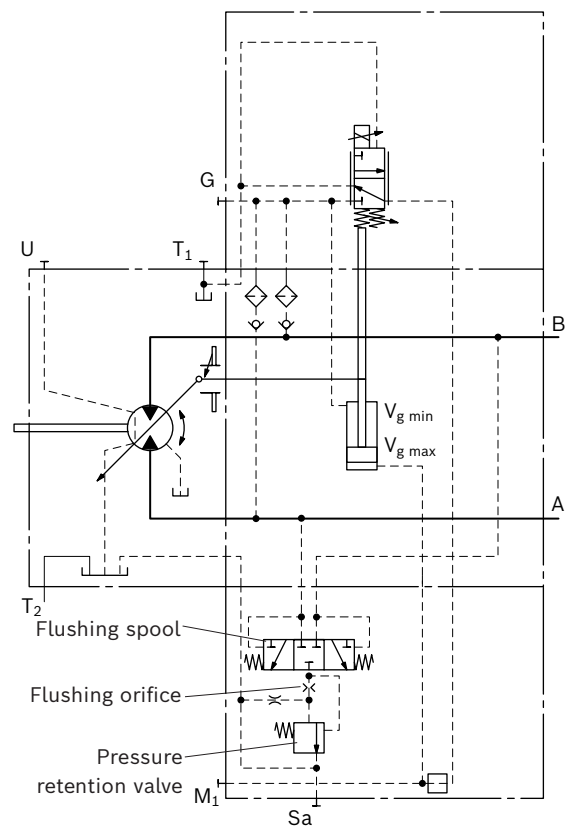 G
U
T1
B
Vg min
Vg max
A
T2
Flushing spool
Flushing orifice
Pressure
retention valve
M1
Sa